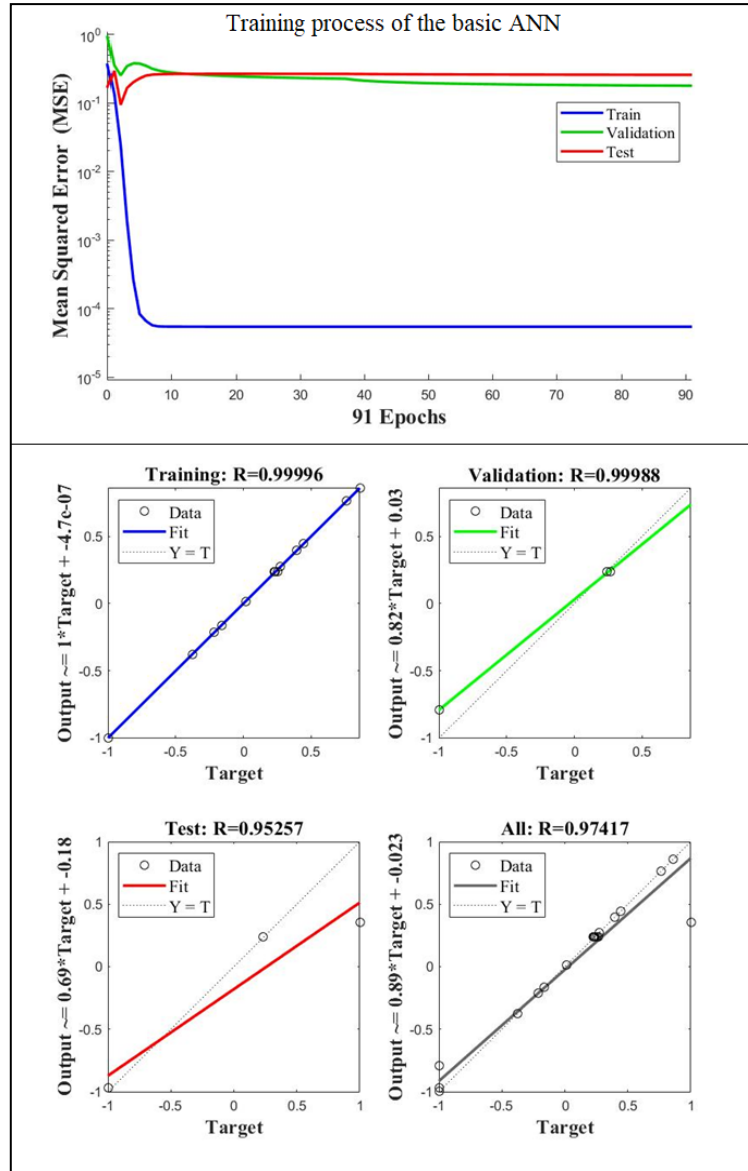 Training process of the basic ANN
Mean Squared Error (MSE)
10^0
10^-1
10^-2
10^-3
10^-4
10^-5
Train
Validation
Test
0 10 20 30 40 50 60 70 80 90
91 Epochs
Training: R=0.99996
Output ~= 1*Target + -4.7e-07
Data
Fit
Y = T
0.5
0
-0.5
-1
-1 -0.5 0 0.5
Target
Validation: R=0.99988
Output ~= 0.82*Target + 0.03
Data
Fit
Y = T
0.5
0
-0.5
-1
-1 -0.5 0 0.5
Target
Test: R=0.95257
Output ~= 0.69*Target + -0.18
Data
Fit
Y = T
1
0.5
0
-0.5
-1
-1 -0.5 0 0.5 1
Target
All: R=0.97417
Output ~= 0.89*Target + -0.023
Data
Fit
Y = T
1
0.5
0
-0.5
-1
-1 -0.5 0 0.5 1
Target